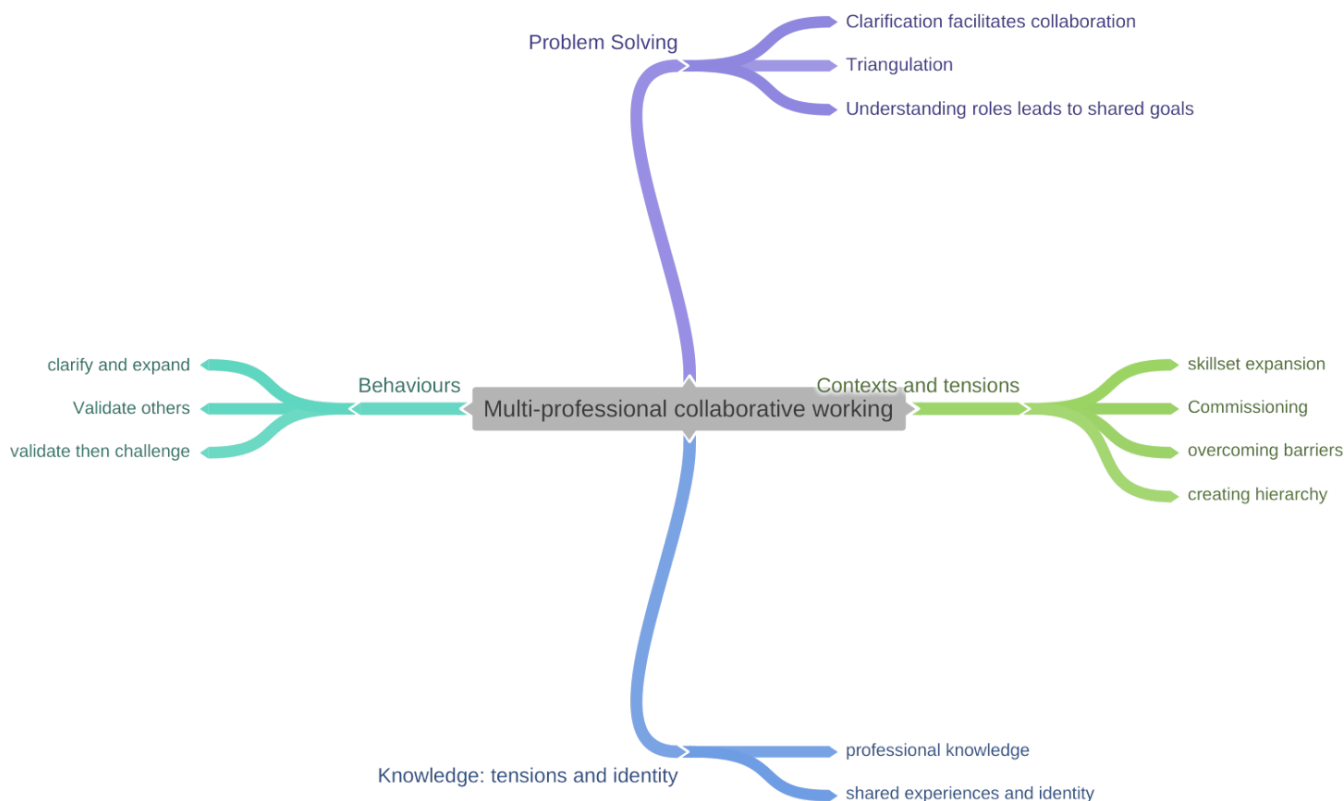 Clarification facilitates collaboration
Problem Solving
Triangulation
Understanding roles leads to shared goals
clarify and expand
Behaviours
Validate others
validate then challenge
Multi-professional collaborative working
Contexts and tensions
skillset expansion
Commissioning
overcoming barriers
creating hierarchy
Knowledge: tensions and identity
professional knowledge
shared experiences and identity